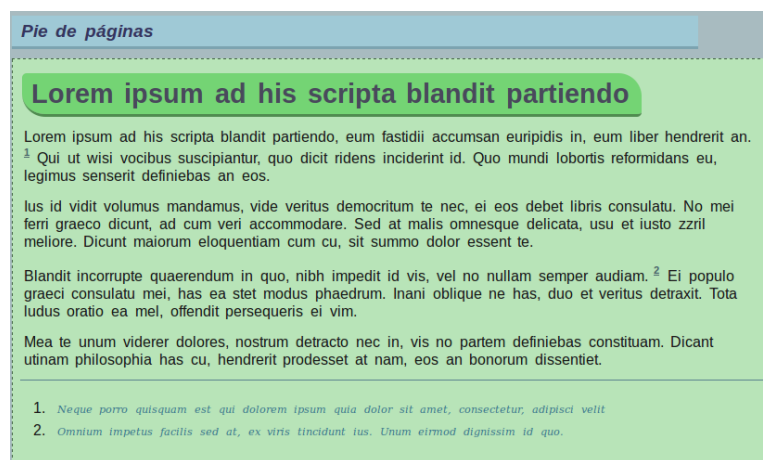 Pie de páginas
Lorem ipsum ad his scripta blandit partiendo
Lorem ipsum ad his scripta blandit partiendo, eum fastidii accumsan euripidis in, eum liber hendrerit an.
1 Qui ut wisi vocibus suscipiantur, quo dicit ridens inciderint id. Quo mundi lobortis reformidans eu,
legimus senserit definiebas an eos.
Ius id vidit volumus mandamus, vide veritus democritum te nec, ei eos debet libris consulatu. No mei
ferri graeco dicunt, ad cum veri accommodare. Sed at malis omnesque delicata, usu et iusto zzril
meliore. Dicunt maiorum eloquentiam cum cu, sit summo dolor essent te.
Blandit incorrupte quaerendum in quo, nibh impedit id vis, vel no nullam semper audiam. 2 Ei populo
graeci consulatu mei, has ea stet modus phaedrum. Inani oblique ne has, duo et veritus detraxit. Tota
ludus oratio ea mel, offendit persequeris ei vim.
Mea te unum viderer dolores, nostrum detracto nec in, vis no partem definiebas constituam. Dicant
utinam philosophia has cu, hendrerit prodesset at nam, eos an bonorum dissentiet.
1. Neque porro quisquam est qui dolorem ipsum quia dolor sit amet, consectetur, adipisci velit
2. Omnium impetus facilis sed at, ex viris tincidunt ius. Unum eirmod dignissim id quo.